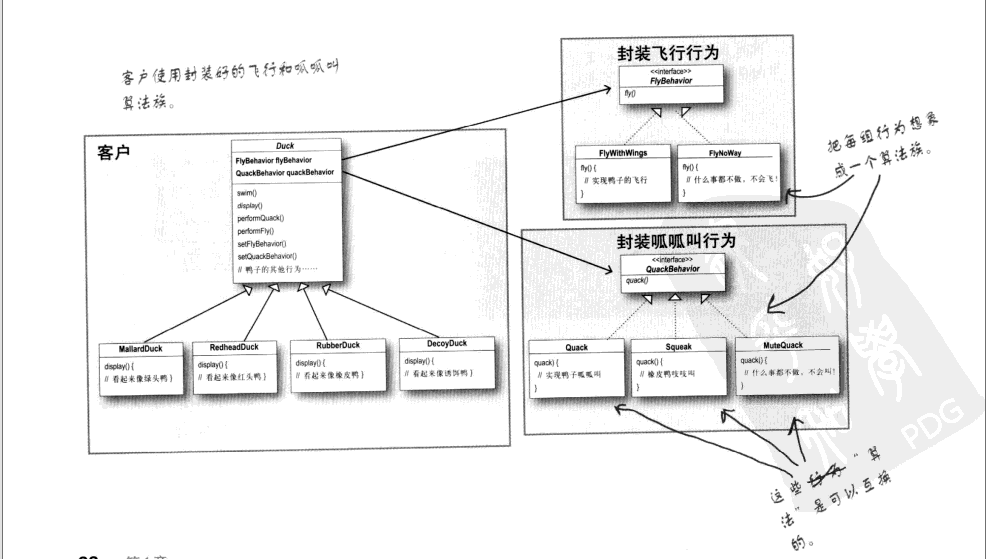 客户使用封装好的飞行和呱呱叫
算法族。
客户
Duck
FlyBehavior flyBehavior
QuackBehavior quackBehavior
swim()
display()
performQuack()
performFly()
setFlyBehavior()
setQuackBehavior()
// 鸭子的其他行为……
MallardDuck
display() {
// 看起来像绿头鸭 }
RedheadDuck
display() {
// 看起来像红头鸭 }
RubberDuck
display() {
// 看起来像橡皮鸭 }
DecoyDuck
display() {
// 看起来像诱饵鸭 }
封装飞行行为
<<interface>>
FlyBehavior
fly()
FlyWithWings
fly() {
// 实现鸭子的飞行
}
FlyNoWay
fly() {
// 什么事都不做，不会飞！
}
把每组行为想象
成一个算法族。
封装呱呱叫行为
<<interface>>
QuackBehavior
quack()
Quack
quack) {
// 实现鸭子呱呱叫
}
Squeak
quack() {
// 橡皮鸭吱吱叫
}
MuteQuack
quack() {
// 什么事都不做，不会叫！
}
这些“算
法”是可以互换
的。
PDG